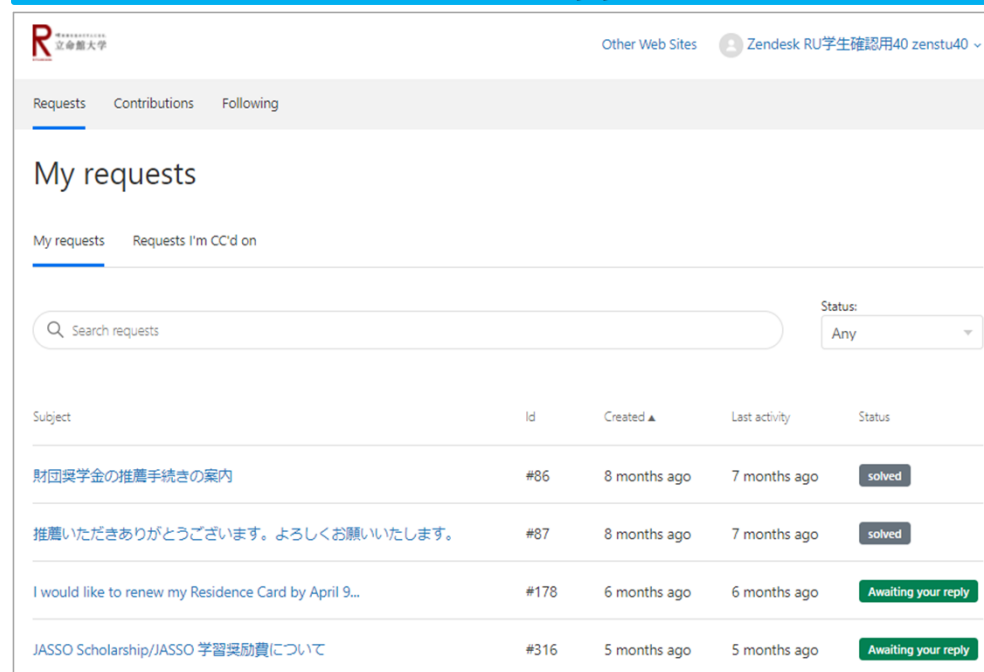 R 立命館大学
Other Web Sites
Zendesk RU学生確認用40 zenstu40
Requests Contributions Following
My requests
My requests Requests I'm CC'd on
Search requests
Status:
Any
Subject Id Created ▲ Last activity Status
財団奨学金の推薦手続きの案内 #86 8 months ago 7 months ago solved
推薦いただきありがとうございます。よろしくお願いいたします。 #87 8 months ago 7 months ago solved
I would like to renew my Residence Card by April 9... #178 6 months ago 6 months ago Awaiting your reply
JASSO Scholarship/JASSO 学習奨励費について #316 5 months ago 5 months ago Awaiting your reply